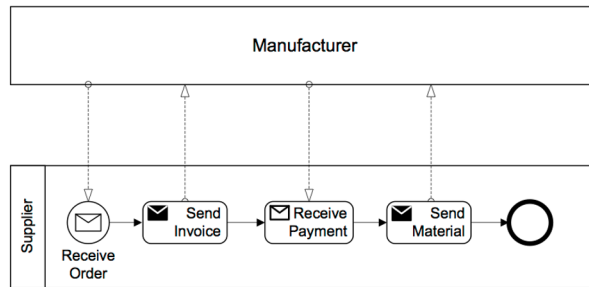 Manufacturer
Supplier
Receive
Order
Send
Invoice
Receive
Payment
Send
Material